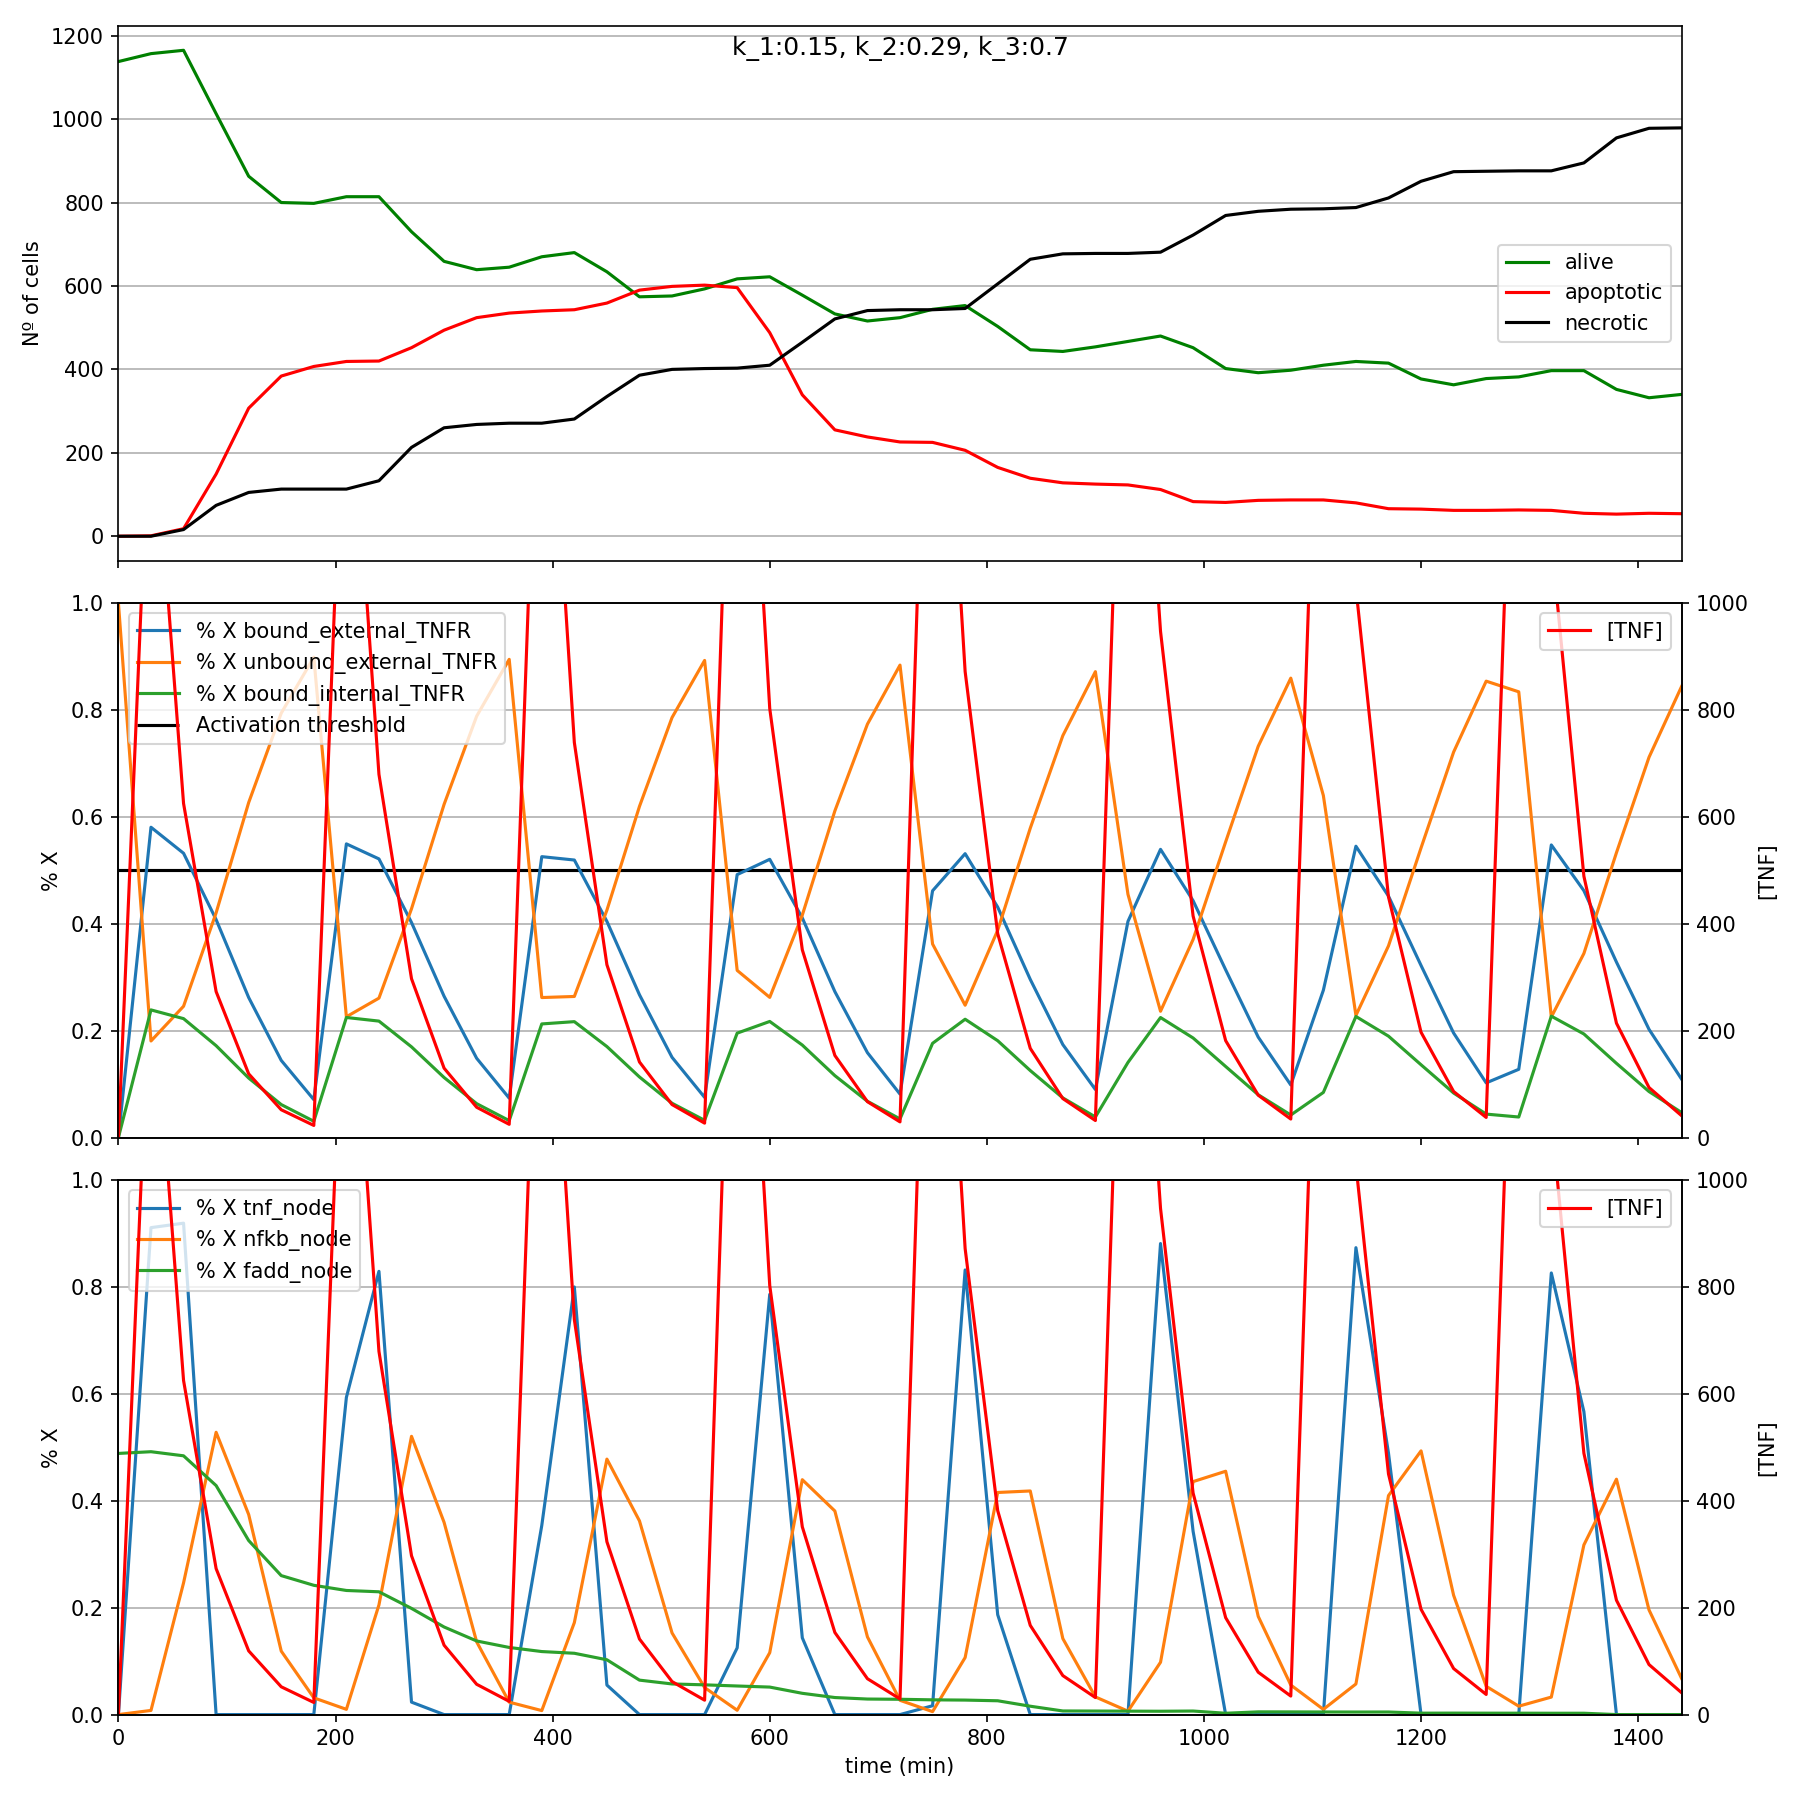 k_1:0.15, k_2:0.29, k_3:0.7
1200
1000
800
600
400
200
0
Nº of cells
alive
apoptotic
necrotic
1.0
0.8
0.6
0.4
0.2
0.0
% X
% X bound_external_TNFR
% X unbound_external_TNFR
% X bound_internal_TNFR
Activation threshold
[TNF]
1000
800
600
400
200
0
[TNF]
1.0
0.8
0.6
0.4
0.2
0.0
% X
% X tnf_node
% X nfkb_node
% X fadd_node
[TNF]
1000
800
600
400
200
0
[TNF]
0 200 400 600 800 1000 1200 1400
time (min)